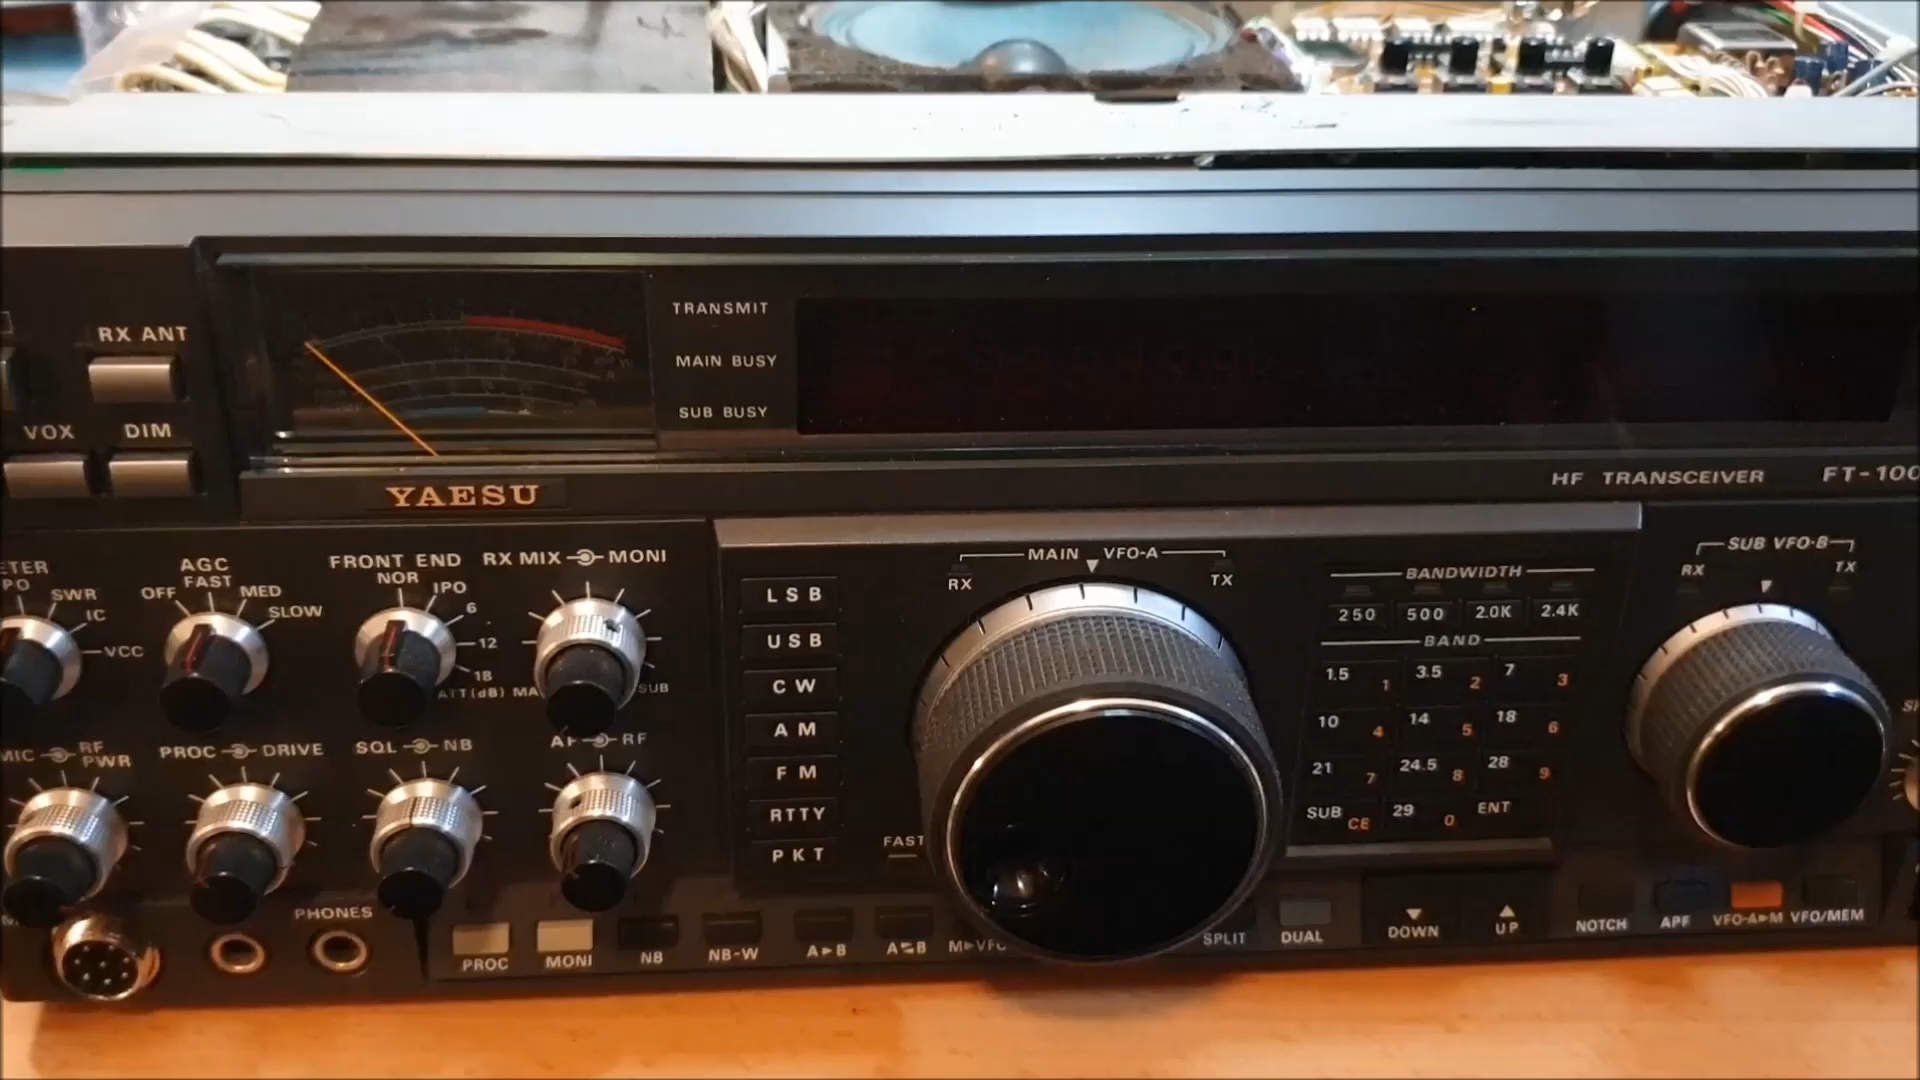 RX ANT
VOX DIM
TRANSMIT
MAIN BUSY
SUB BUSY
YAESU
HF TRANSCEIVER FT-100
PO SWR
IC
VCC
AGC
OFF FAST MED
SLOW
FRONT END
NOR IPO
6
12
18
ATT (dB)
RX MIX MONI
SUB
MIC RF
PWR
PROC DRIVE
SQL NB
AF RF
LSB
USB
CW
AM
FM
RTTY
PKT
MAIN VFO-A
RX TX
FAST
BANDWIDTH
250 500 2.0K 2.4K
BAND
1.5 1 3.5 2 7 3
10 4 14 5 18 6
21 7 24.5 8 28 9
SUB CE 29 0 ENT
SUB VFO-B
RX TX
PHONES
PROC MONI NB NB-W A►B A B M►VFO SPLIT DUAL DOWN UP NOTCH APF VFO-A►M VFO/MEM